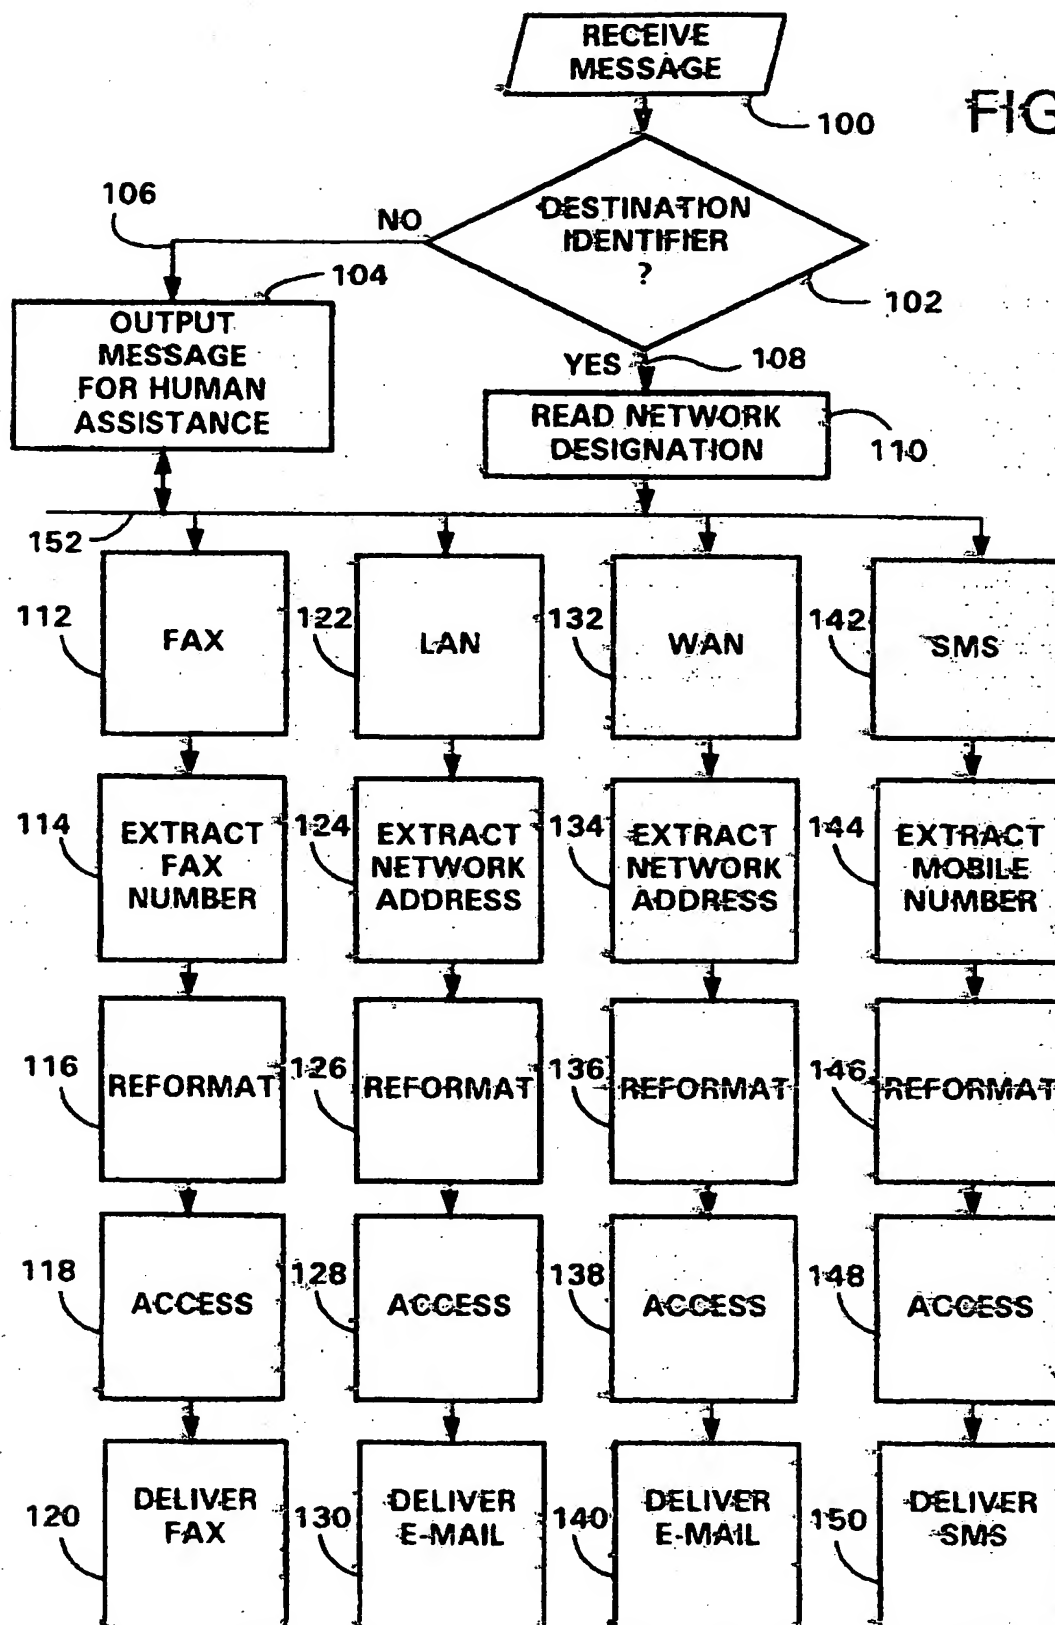 RECEIVE
MESSAGE
100
FIG
106
NO
DESTINATION
IDENTIFIER
?
104
102
OUTPUT
MESSAGE
FOR HUMAN
ASSISTANCE
YES
108
READ NETWORK
DESIGNATION
110
152
112
FAX
122
LAN
132
WAN
142
SMS
114
EXTRACT
FAX
NUMBER
124
EXTRACT
NETWORK
ADDRESS
134
EXTRACT
NETWORK
ADDRESS
144
EXTRACT
MOBILE
NUMBER
116
REFORMAT
126
REFORMAT
136
REFORMAT
146
REFORMAT
118
ACCESS
128
ACCESS
138
ACCESS
148
ACCESS
120
DELIVER
FAX
130
DELIVER
E-MAIL
140
DELIVER
E-MAIL
150
DELIVER
SMS